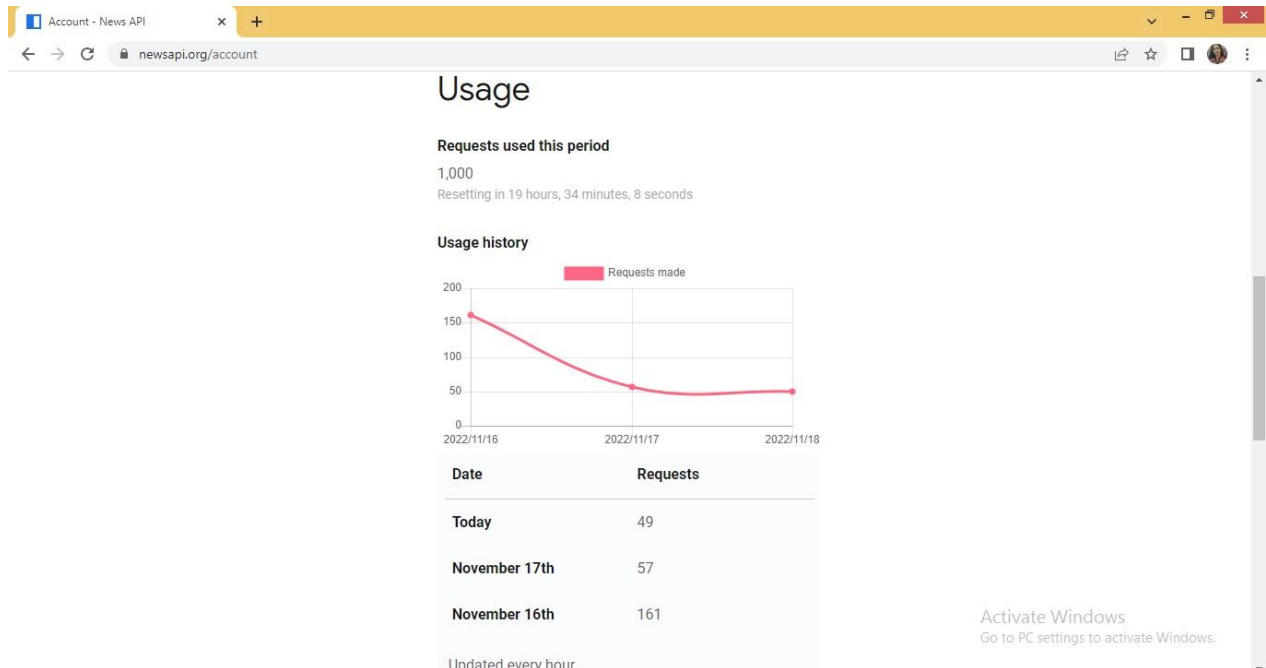 Account - News API
newsapi.org/account
Usage
Requests used this period
1,000
Resetting in 19 hours, 34 minutes, 8 seconds
Usage history
Requests made
200
150
100
50
0
2022/11/16 2022/11/17 2022/11/18
Date Requests
Today 49
November 17th 57
November 16th 161
Updated every hour
Activate Windows
Go to PC settings to activate Windows.